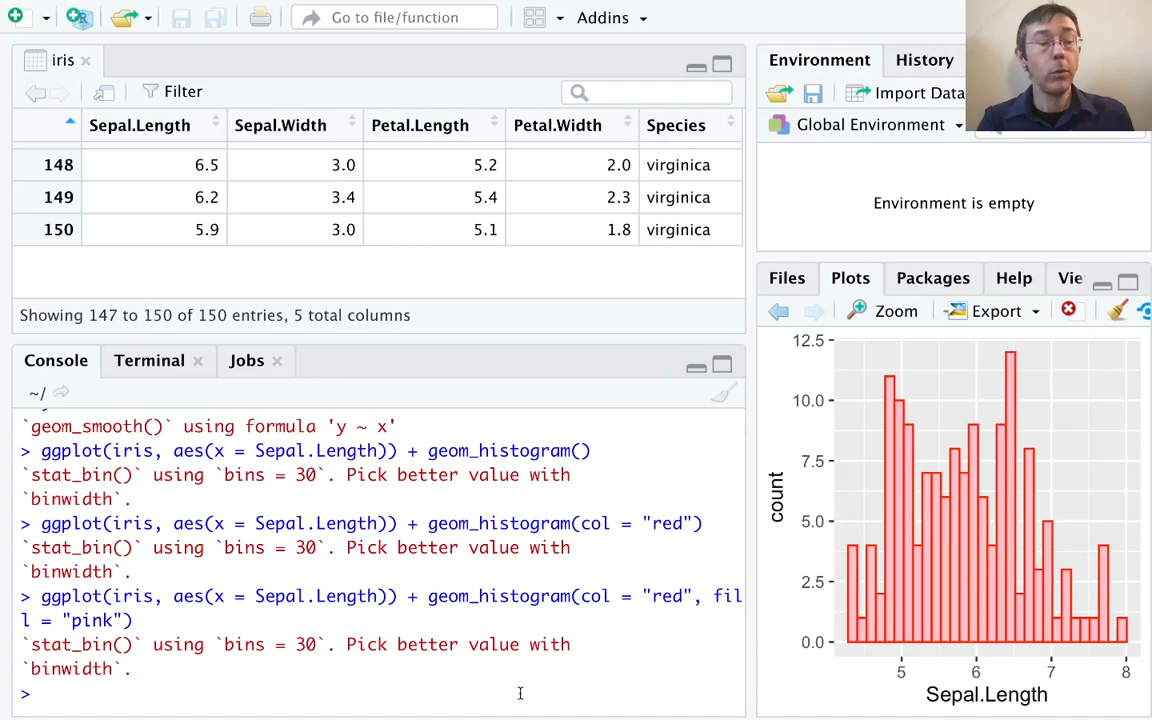 Go to file/function
Addins
iris
Filter
Sepal.Length Sepal.Width Petal.Length Petal.Width Species
148 6.5 3.0 5.2 2.0 virginica
149 6.2 3.4 5.4 2.3 virginica
150 5.9 3.0 5.1 1.8 virginica
Showing 147 to 150 of 150 entries, 5 total columns
Console Terminal Jobs
~/
`geom_smooth()` using formula 'y ~ x'
> ggplot(iris, aes(x = Sepal.Length)) + geom_histogram()
`stat_bin()` using `bins = 30`. Pick better value with
`binwidth`.
> ggplot(iris, aes(x = Sepal.Length)) + geom_histogram(col = "red")
`stat_bin()` using `bins = 30`. Pick better value with
`binwidth`.
> ggplot(iris, aes(x = Sepal.Length)) + geom_histogram(col = "red", fil
l = "pink")
`stat_bin()` using `bins = 30`. Pick better value with
`binwidth`.
>
Environment History
Import Data
Global Environment
Environment is empty
Files Plots Packages Help Vie
Zoom Export
12.5
10.0
7.5
5.0
2.5
0.0
count
5 6 7 8
Sepal.Length